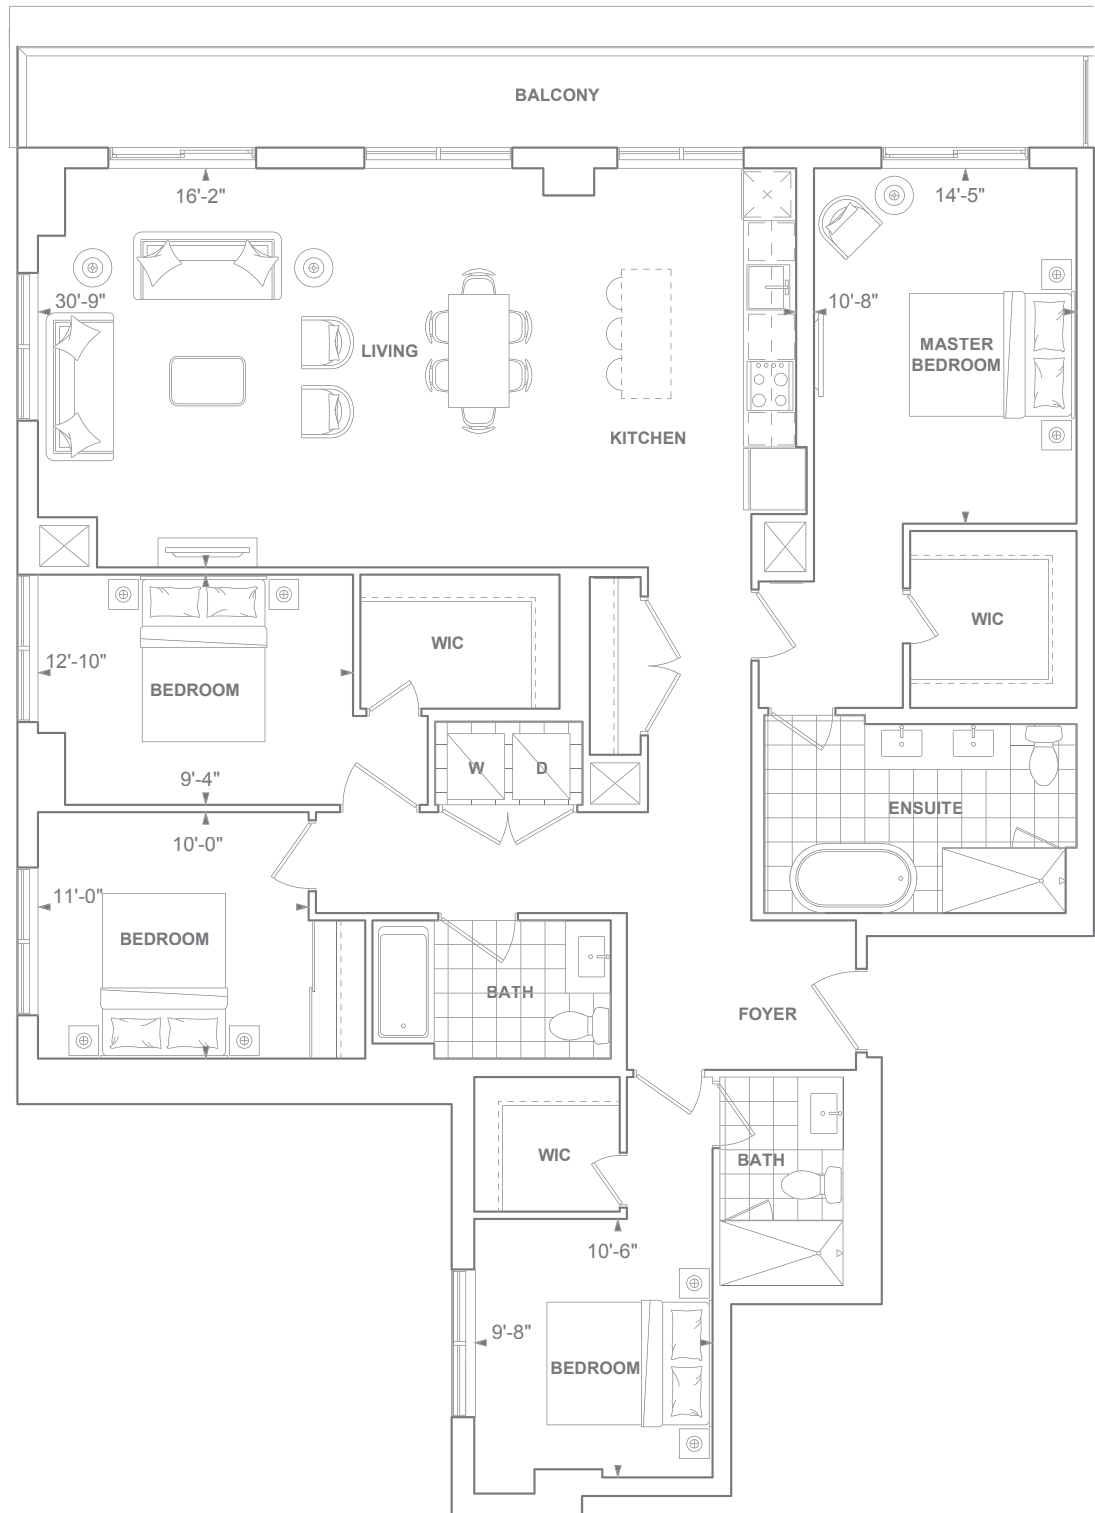 BALCONY
16'-2"
14'-5"
30'-9"
10'-8"
LIVING
MASTER
BEDROOM
KITCHEN
WIC
WIC
12'-10"
BEDROOM
W
D
9'-4"
ENSUITE
10'-0"
11'-0"
BEDROOM
BATH
FOYER
WIC
BATH
10'-6"
9'-8"
BEDROOM